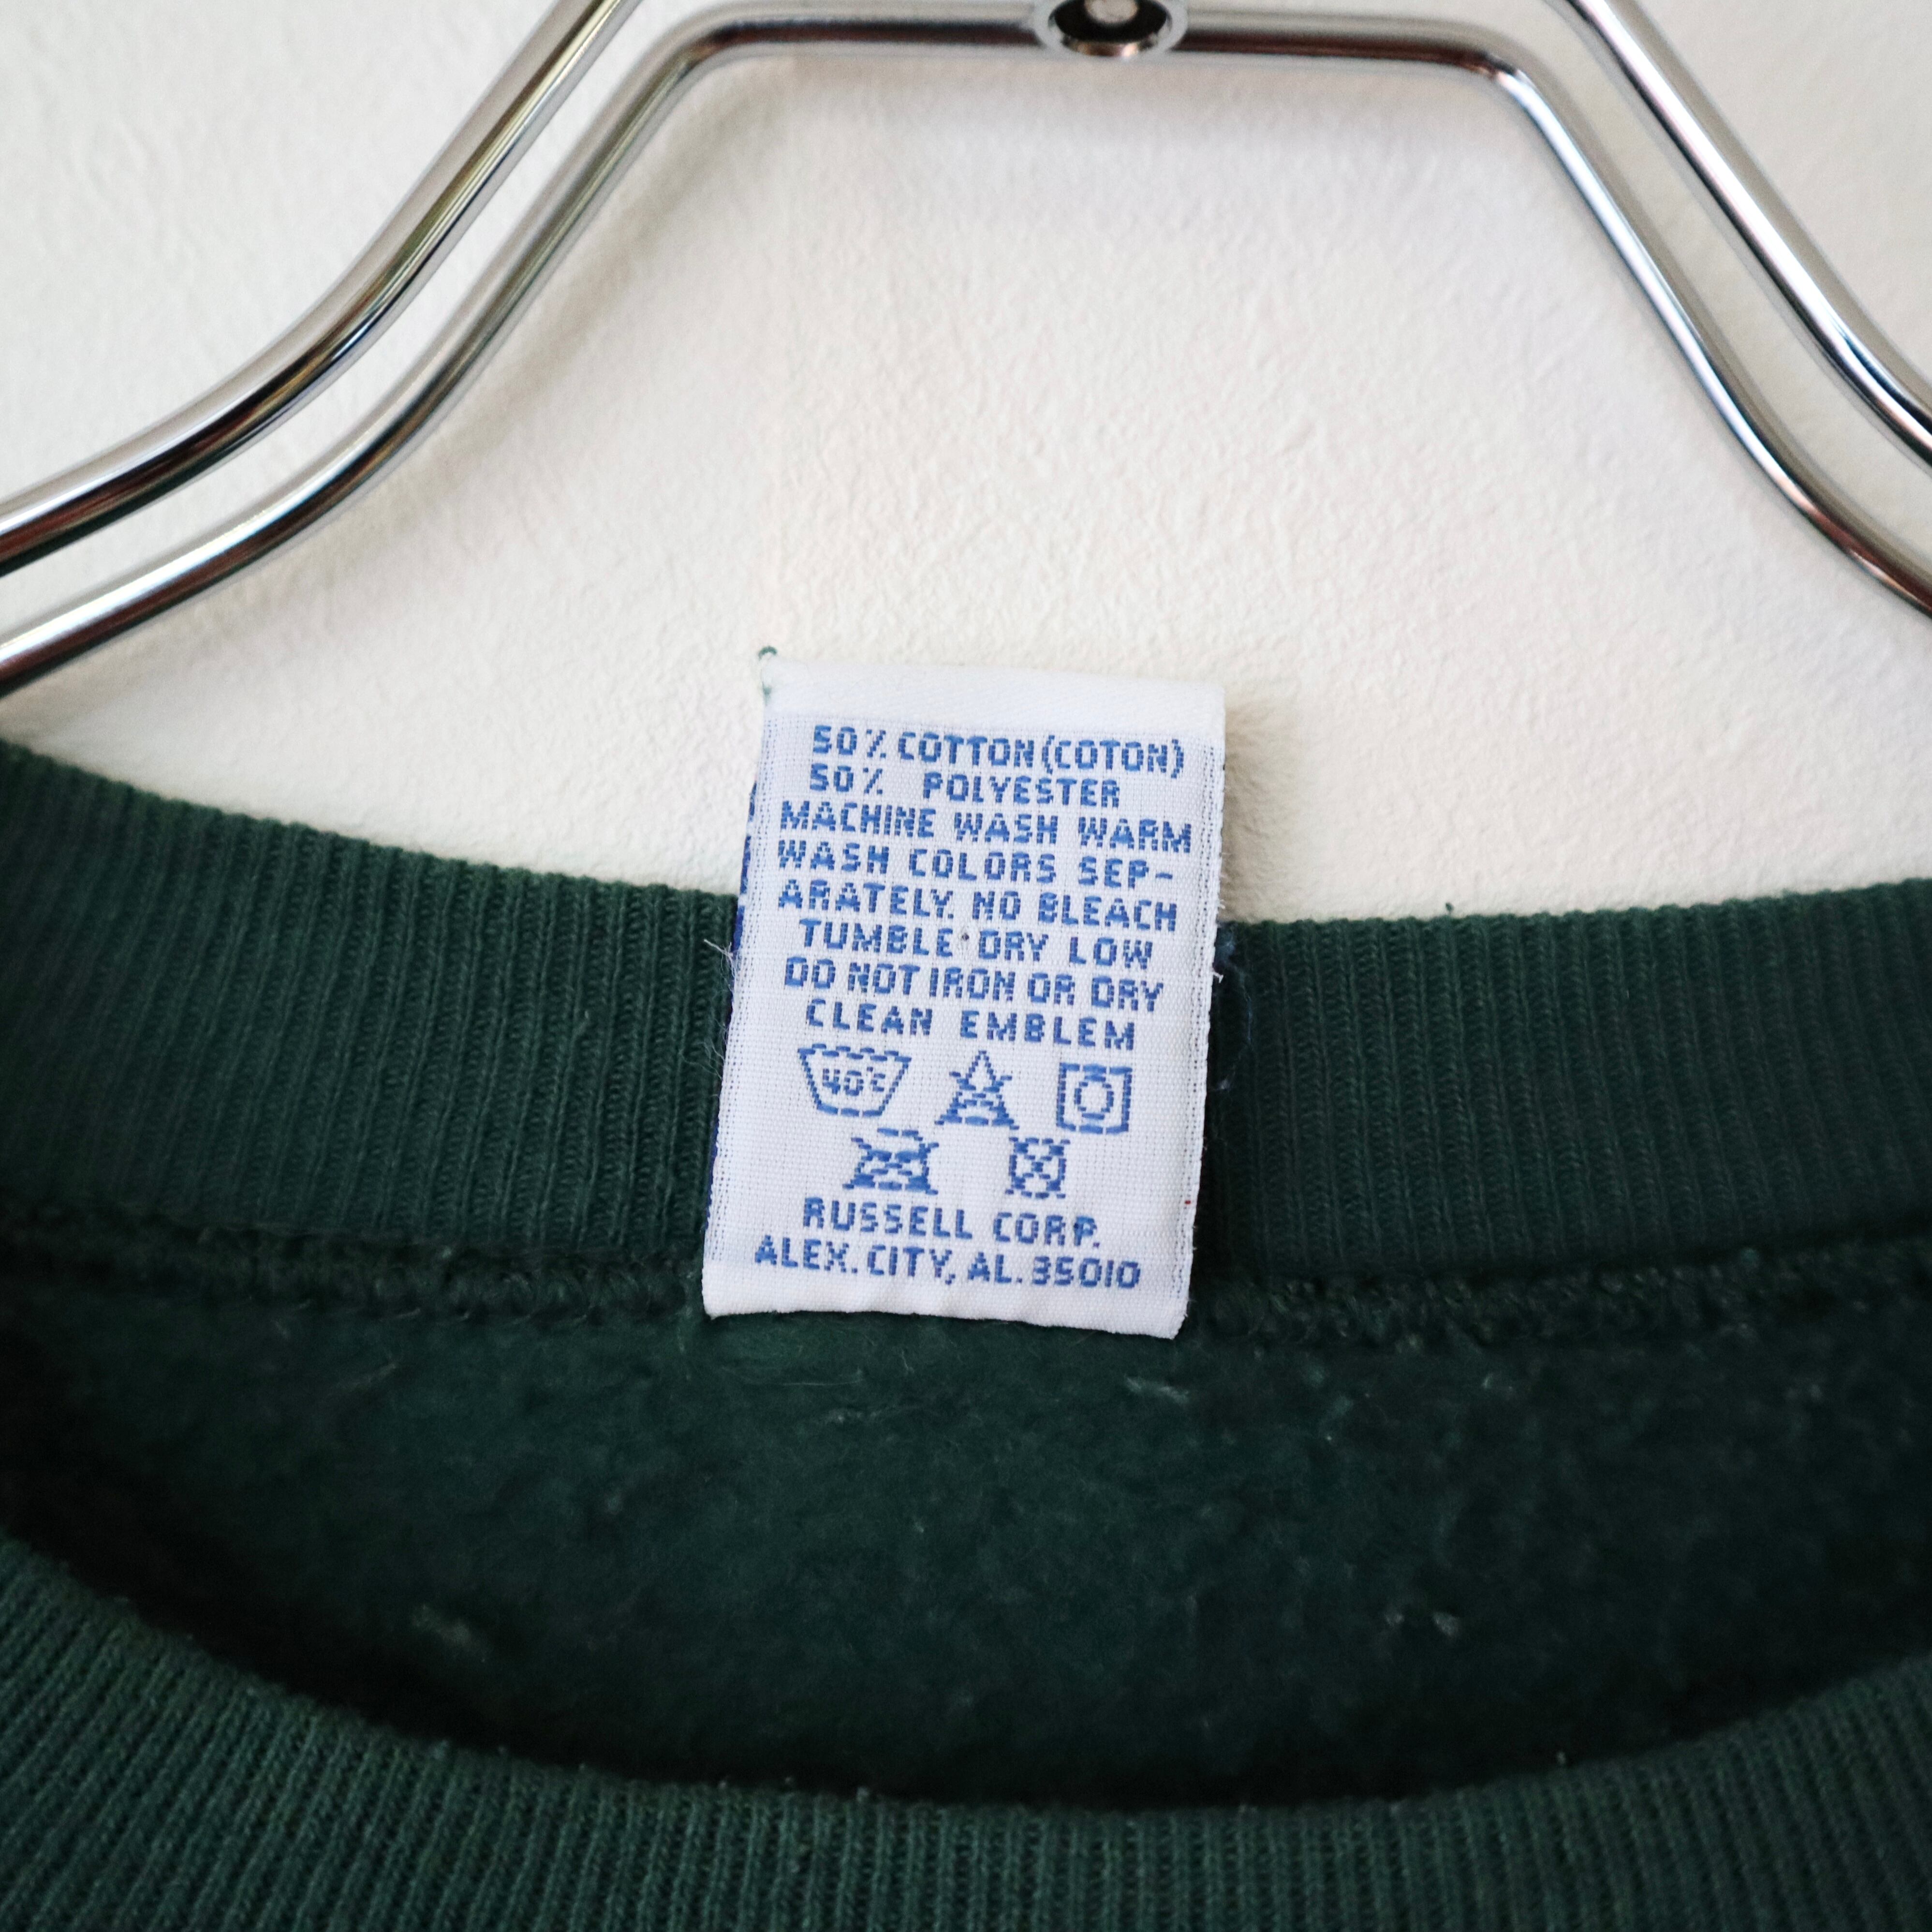 50% COTTON(COTON)
50% POLYESTER
MACHINE WASH WARM
WASH COLORS SEP-
ARATELY. NO BLEACH
TUMBLE DRY LOW
DO NOT IRON OR DRY
CLEAN EMBLEM
40°C
RUSSELL CORP.
ALEX. CITY, AL. 35010